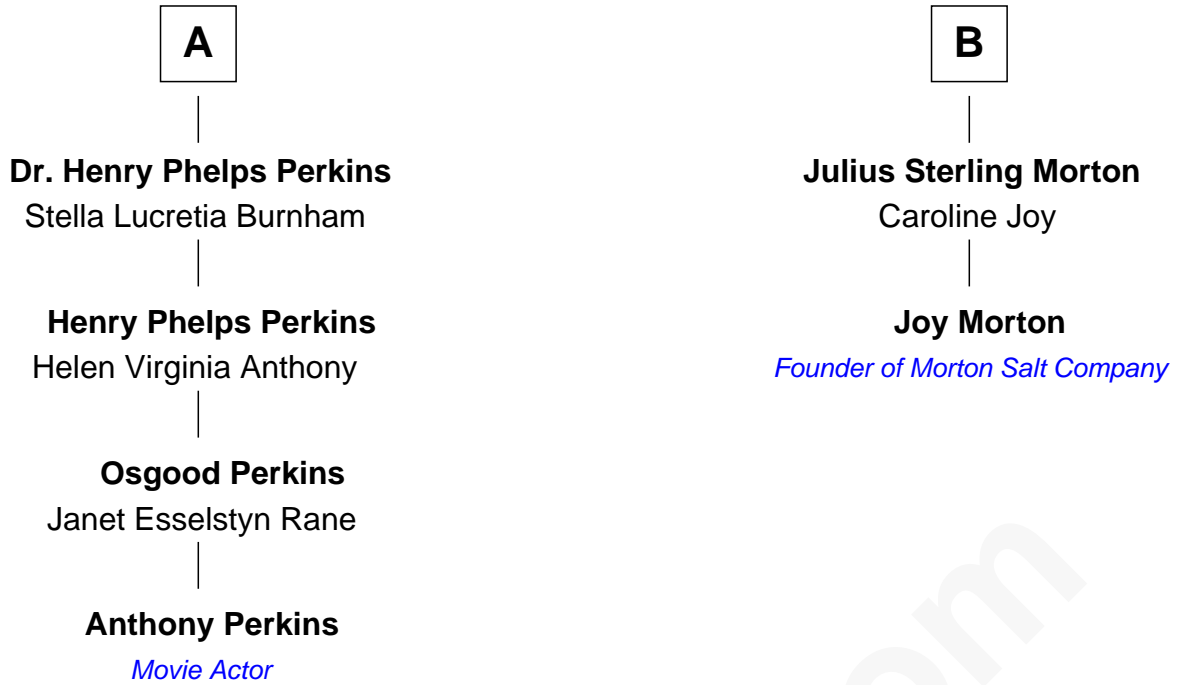 A
Dr. Henry Phelps Perkins
Stella Lucretia Burnham
Henry Phelps Perkins
Helen Virginia Anthony
Osgood Perkins
Janet Esselstyn Rane
Anthony Perkins
Movie Actor
B
Julius Sterling Morton
Caroline Joy
Joy Morton
Founder of Morton Salt Company
om